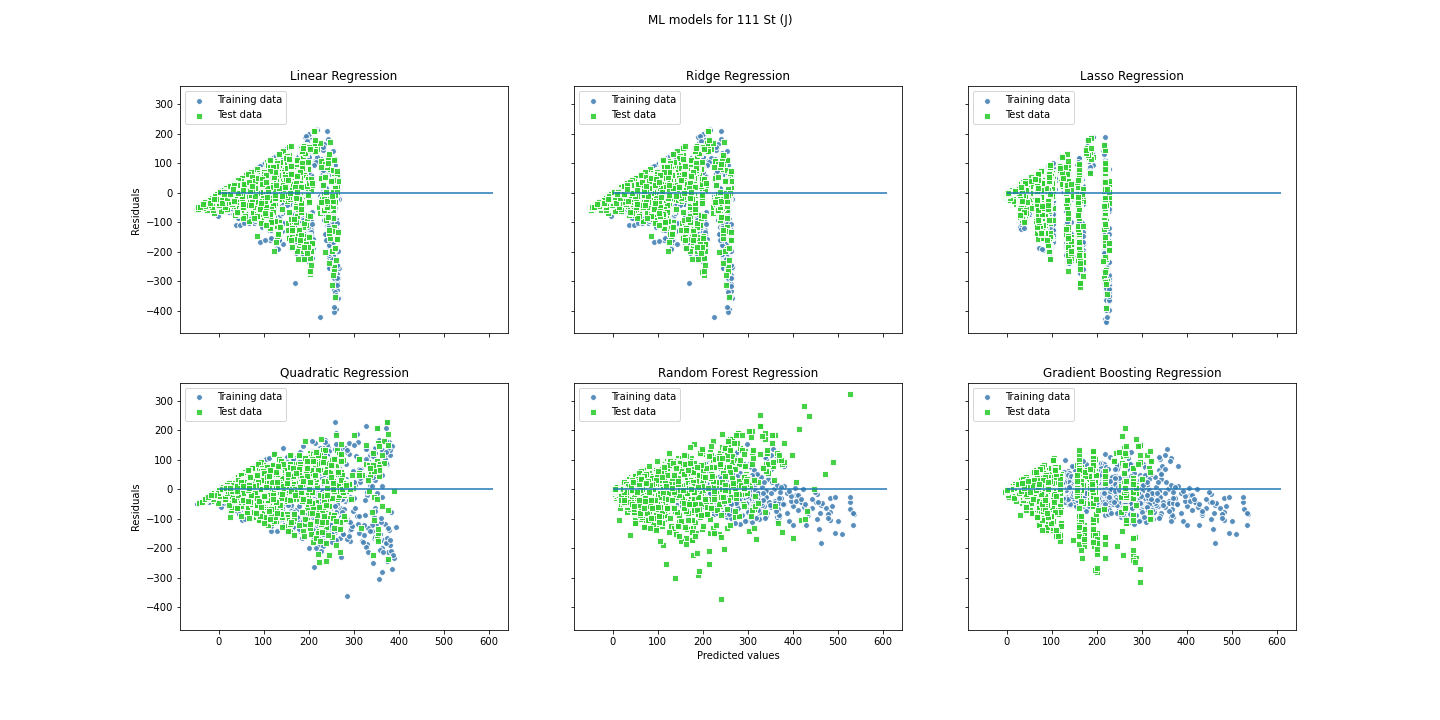 ML models for 111 St (J)
Linear Regression
Training data
Test data
300
200
100
0
−100
−200
−300
−400
Residuals
Ridge Regression
Training data
Test data
Lasso Regression
Training data
Test data
Quadratic Regression
Training data
Test data
300
200
100
0
−100
−200
−300
−400
Residuals
0 100 200 300 400 500 600
Random Forest Regression
Training data
Test data
0 100 200 300 400 500 600
Predicted values
Gradient Boosting Regression
Training data
Test data
0 100 200 300 400 500 600